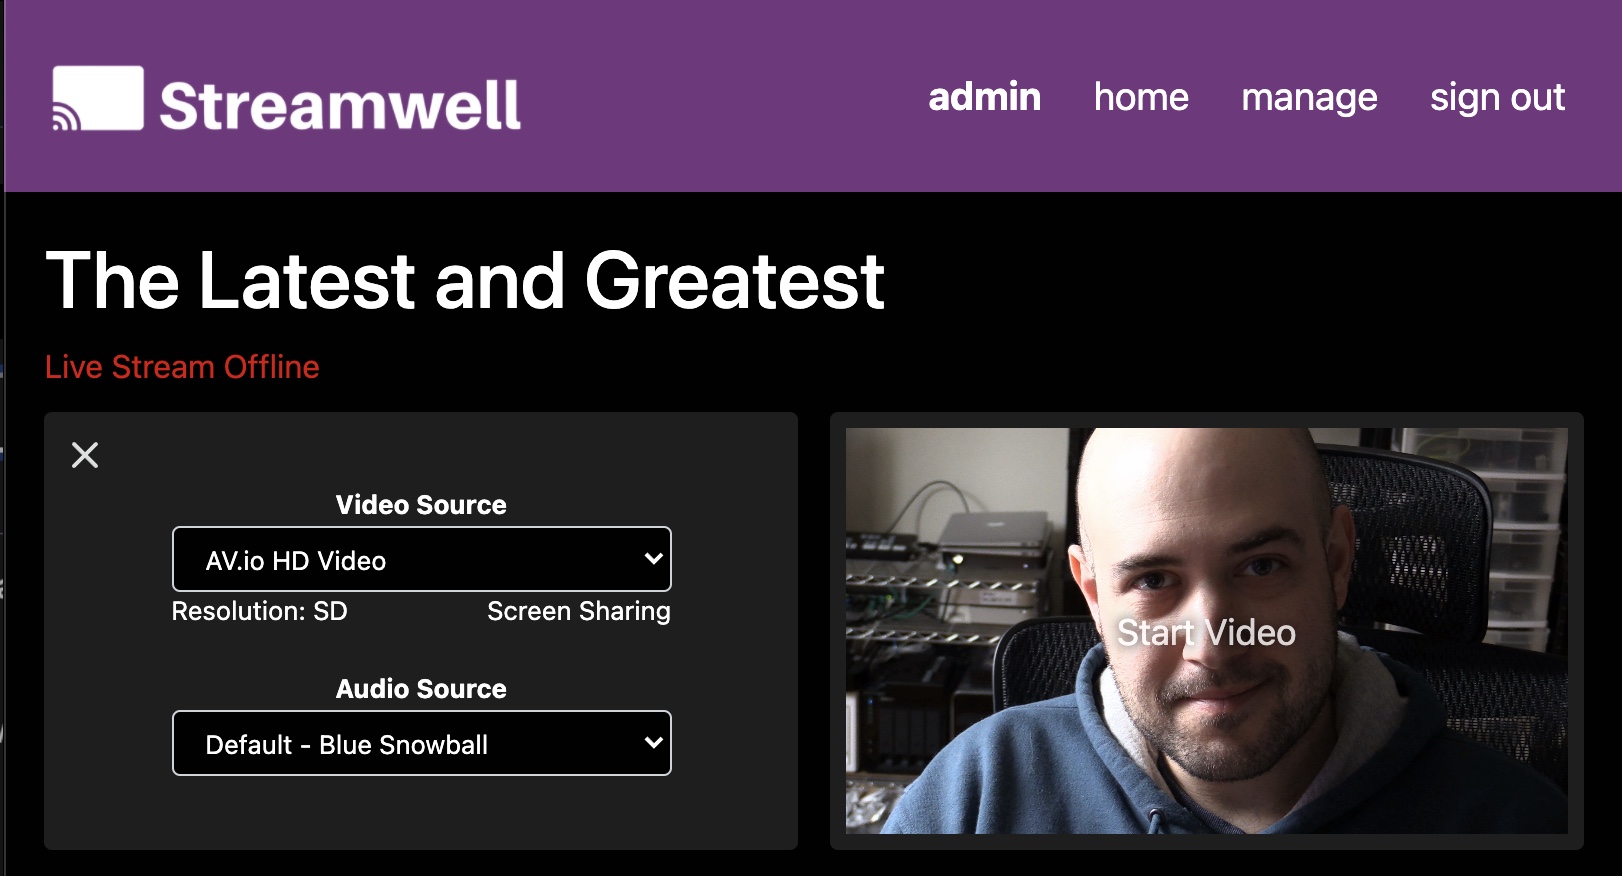 Streamwell
admin home manage sign out
The Latest and Greatest
Live Stream Offline
Video Source
AV.io HD Video
Resolution: SD Screen Sharing
Audio Source
Default - Blue Snowball
Start Video